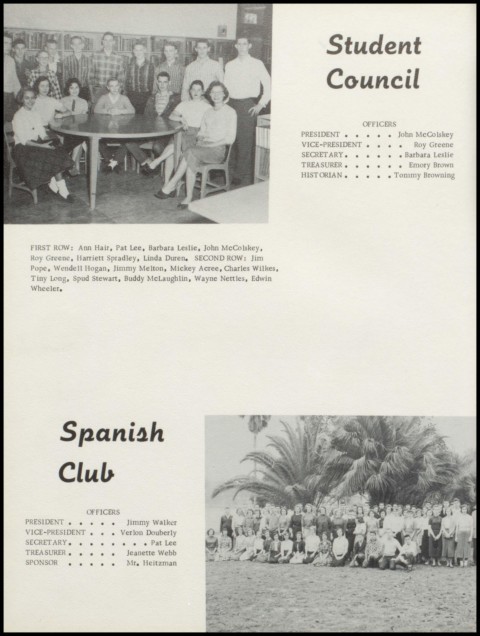 Student
Council
OFFICERS
PRESIDENT . . . . . John McColskey
VICE-PRESIDENT . . . . . Roy Greene
SECRETARY . . . . . Barbara Leslie
TREASURER . . . . . Emory Brown
HISTORIAN . . . . . Tommy Browning
FIRST ROW: Ann Hair, Pat Lee, Barbara Leslie, John McColskey,
Roy Greene, Harriett Spradley, Linda Duren. SECOND ROW: Jim
Pope, Wendell Hogan, Jimmy Melton, Mickey Acree, Charles Wilkes,
Tiny Long, Spud Stewart, Buddy McLaughlin, Wayne Nettles, Edwin
Wheeler.
Spanish
Club
OFFICERS
PRESIDENT . . . . . Jimmy Walker
VICE-PRESIDENT . . . . . Verlon Douberly
SECRETARY . . . . . . . . Pat Lee
TREASURER . . . . . Jeanette Webb
SPONSOR . . . . . Mr. Heitzman